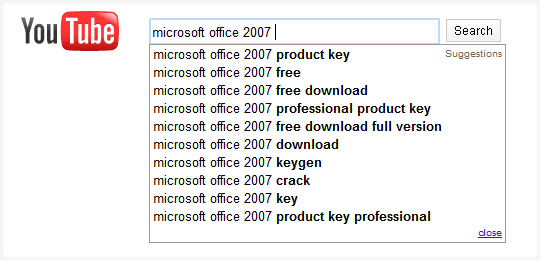 YouTube
microsoft office 2007
Search
Suggestions
microsoft office 2007 product key
microsoft office 2007 free
microsoft office 2007 free download
microsoft office 2007 professional product key
microsoft office 2007 free download full version
microsoft office 2007 download
microsoft office 2007 keygen
microsoft office 2007 crack
microsoft office 2007 key
microsoft office 2007 product key professional
close